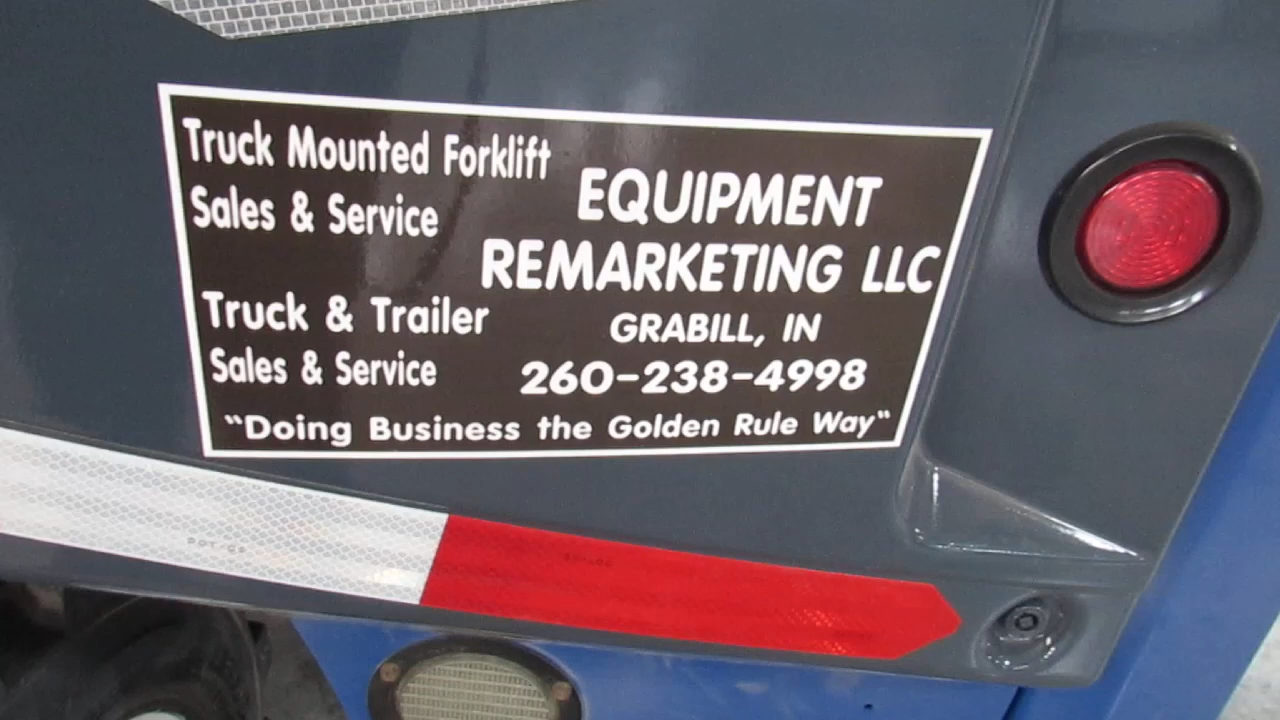 Truck Mounted Forklift
Sales & Service
EQUIPMENT
REMARKETING LLC
Truck & Trailer
Sales & Service
GRABILL, IN
260-238-4998
"Doing Business the Golden Rule Way"